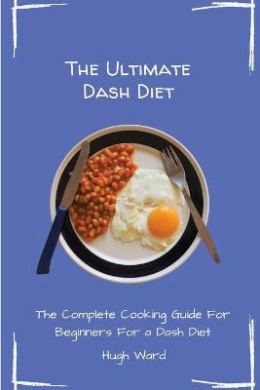 The Ultimate
Dash Diet
The Complete Cooking Guide For
Beginners For a Dash Diet
Hugh Ward